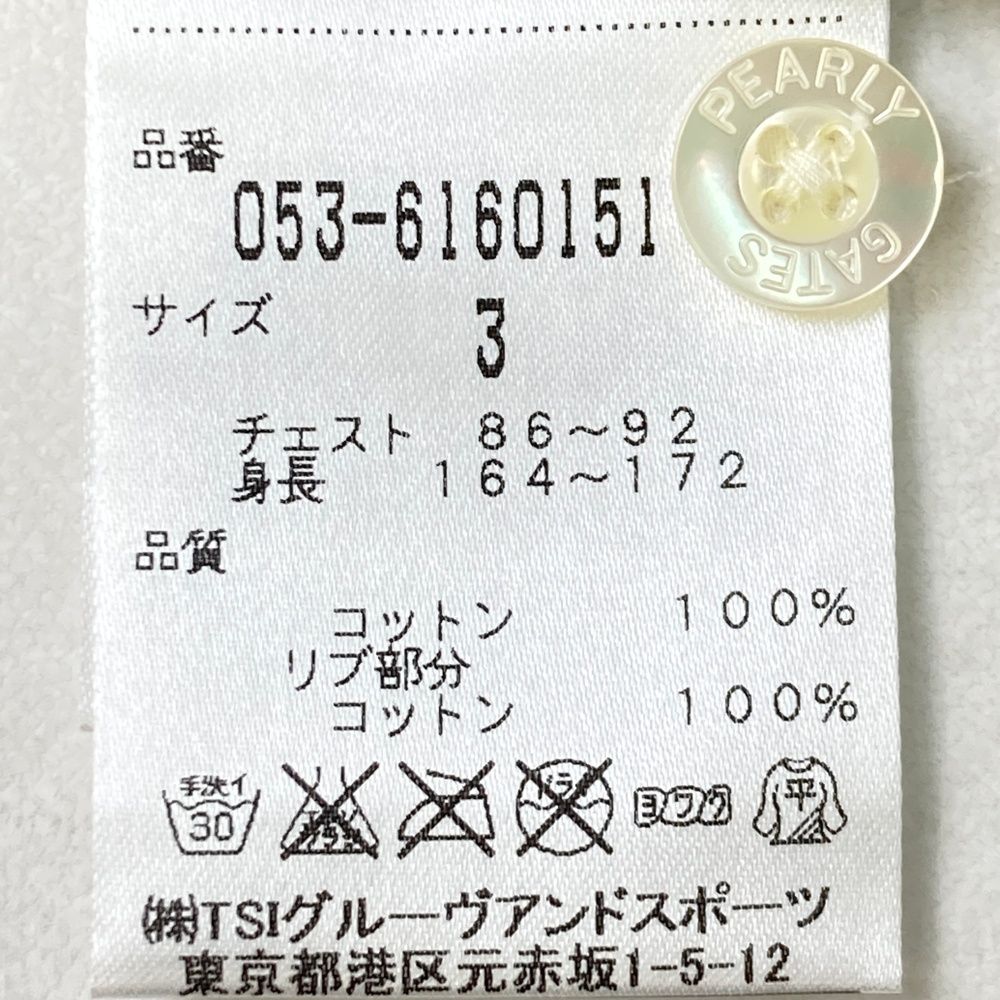 PEARLY GATES
品番
053-6160151
サイズ 3
チェスト 86~92
身長 164~172
品質
コットン 100%
リブ部分
コットン 100%
手洗イ
30
ヨワク
平
㈱TSIグルーヴアンドスポーツ
東京都港区元赤坂1-5-12